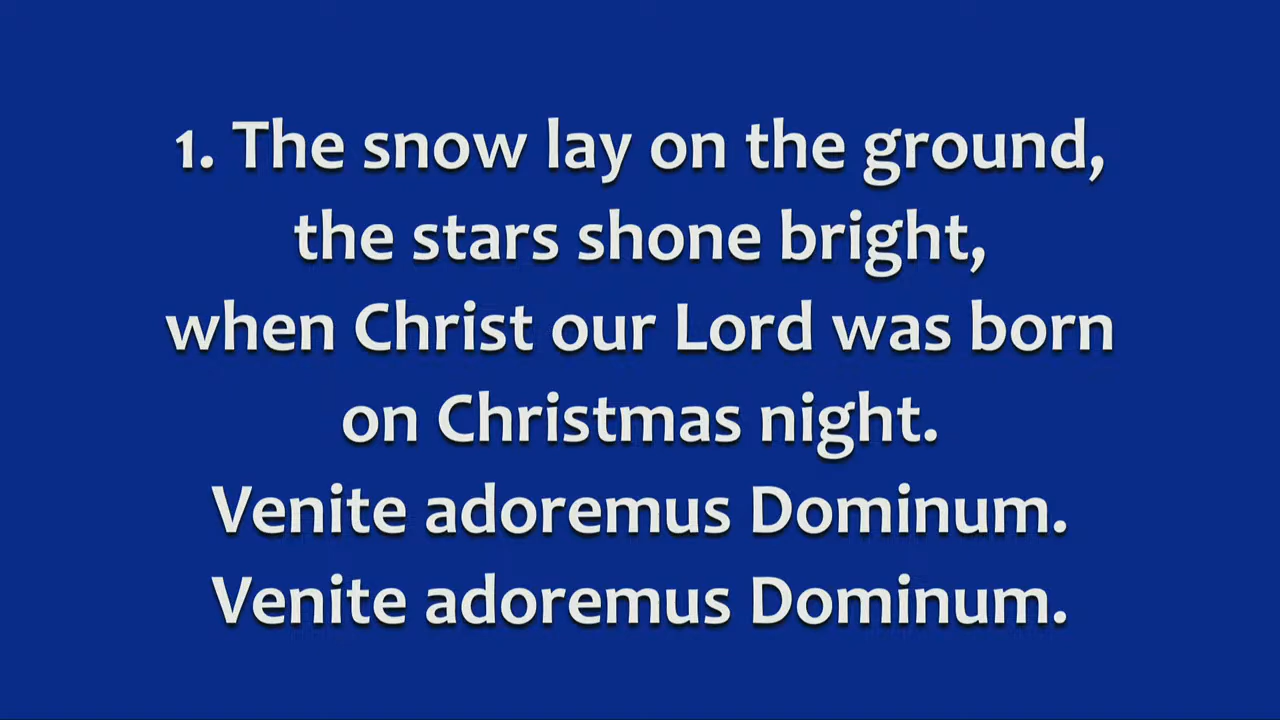 1. The snow lay on the ground,
the stars shone bright,
when Christ our Lord was born
on Christmas night.
Venite adoremus Dominum.
Venite adoremus Dominum.